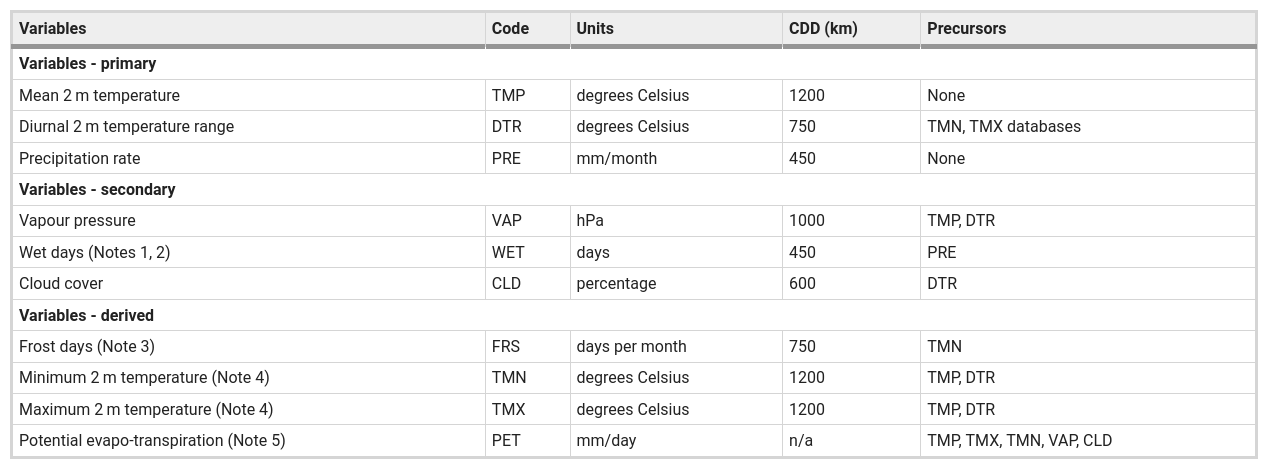 Variables Code Units CDD (km) Precursors
Variables - primary
Mean 2 m temperature TMP degrees Celsius 1200 None
Diurnal 2 m temperature range DTR degrees Celsius 750 TMN, TMX databases
Precipitation rate PRE mm/month 450 None
Variables - secondary
Vapour pressure VAP hPa 1000 TMP, DTR
Wet days (Notes 1, 2) WET days 450 PRE
Cloud cover CLD percentage 600 DTR
Variables - derived
Frost days (Note 3) FRS days per month 750 TMN
Minimum 2 m temperature (Note 4) TMN degrees Celsius 1200 TMP, DTR
Maximum 2 m temperature (Note 4) TMX degrees Celsius 1200 TMP, DTR
Potential evapo-transpiration (Note 5) PET mm/day n/a TMP, TMX, TMN, VAP, CLD